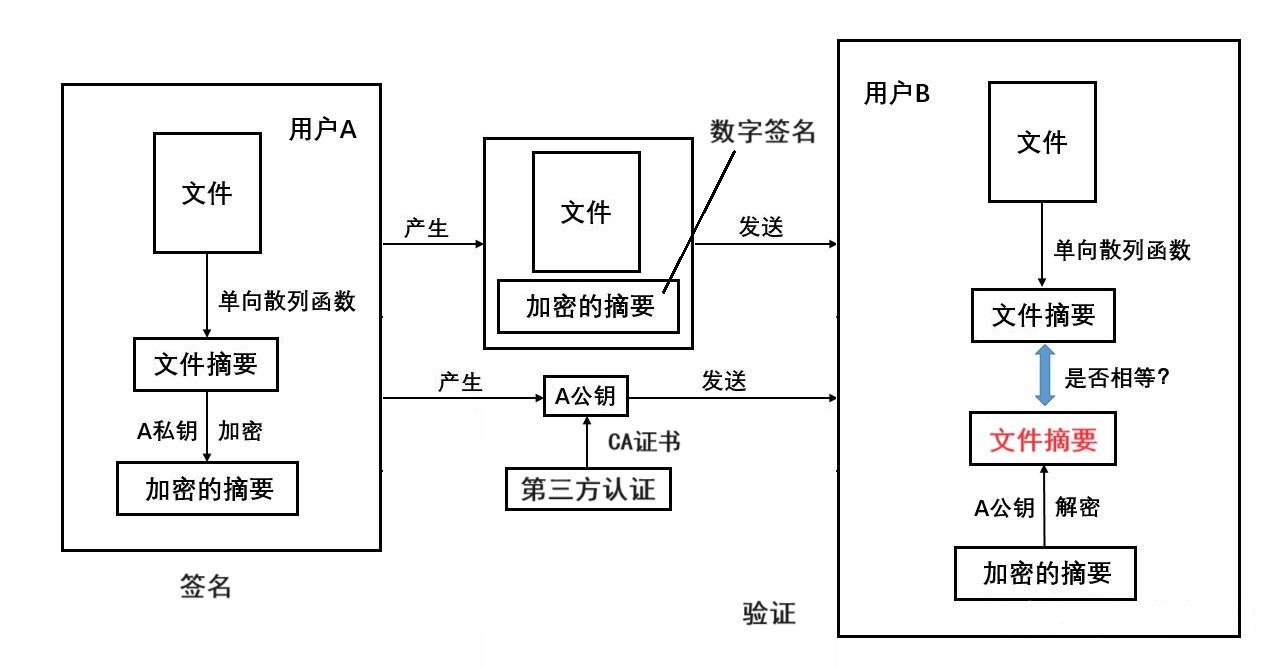 用户A
文件
单向散列函数
文件摘要
A私钥 加密
加密的摘要
签名
产生
文件
加密的摘要
数字签名
发送
产生
A公钥
发送
CA证书
第三方认证
用户B
文件
单向散列函数
文件摘要
是否相等?
文件摘要
A公钥 解密
加密的摘要
验证